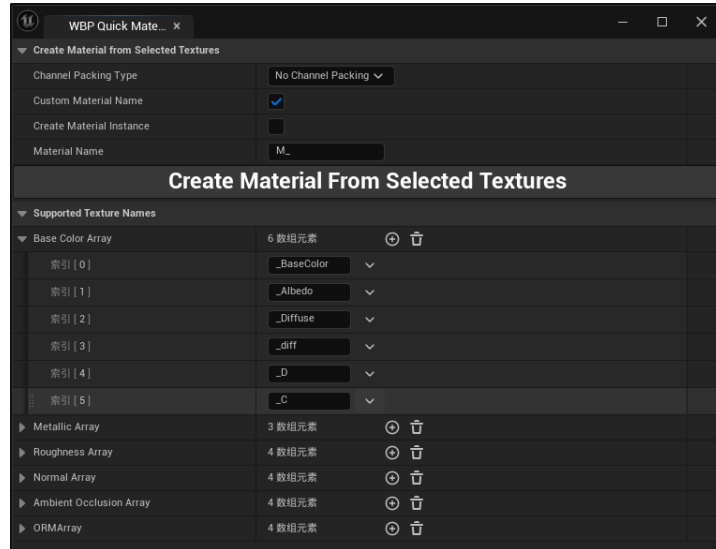 WBP Quick Mate...
Create Material from Selected Textures
Channel Packing Type No Channel Packing
Custom Material Name
Create Material Instance
Material Name M_
Create Material From Selected Textures
Supported Texture Names
Base Color Array 6 数组元素
索引 [ 0 ] _BaseColor
索引 [ 1 ] _Albedo
索引 [ 2 ] _Diffuse
索引 [ 3 ] _diff
索引 [ 4 ] _D
索引 [ 5 ] _C
Metallic Array 3 数组元素
Roughness Array 4 数组元素
Normal Array 4 数组元素
Ambient Occlusion Array 4 数组元素
ORMArray 4 数组元素